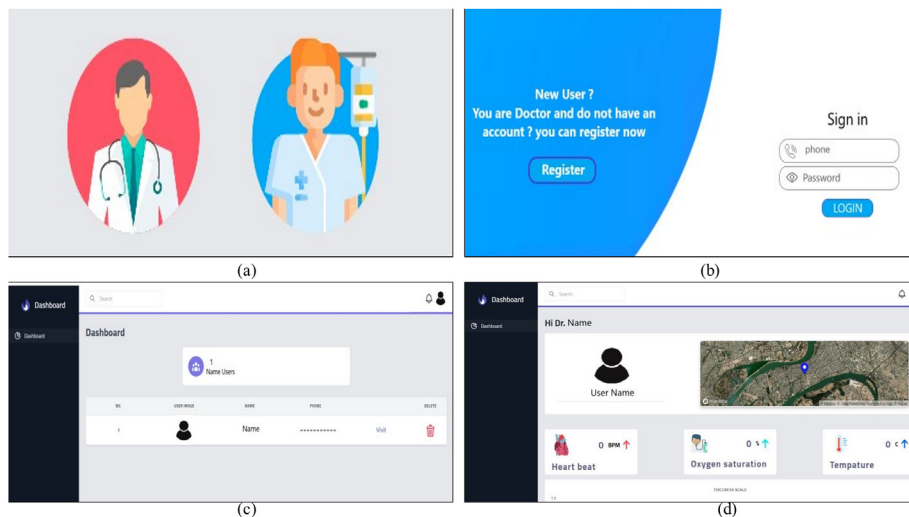 New User ?
You are Doctor and do not have an
account ? you can register now
Register
Sign in
phone
Password
LOGIN
(a)
(b)
Dashboard
Search
Dashboard
Dashboard
1
Name Users
NO
USER IMAGE
NAME
PHONE
DELETE
1
Name
-----------
Visit
(c)
Dashboard
Search
Dashboard
Hi Dr. Name
User Name
0 BPM
Heart beat
0 %
Oxygen saturation
0 C
Tempature
(d)